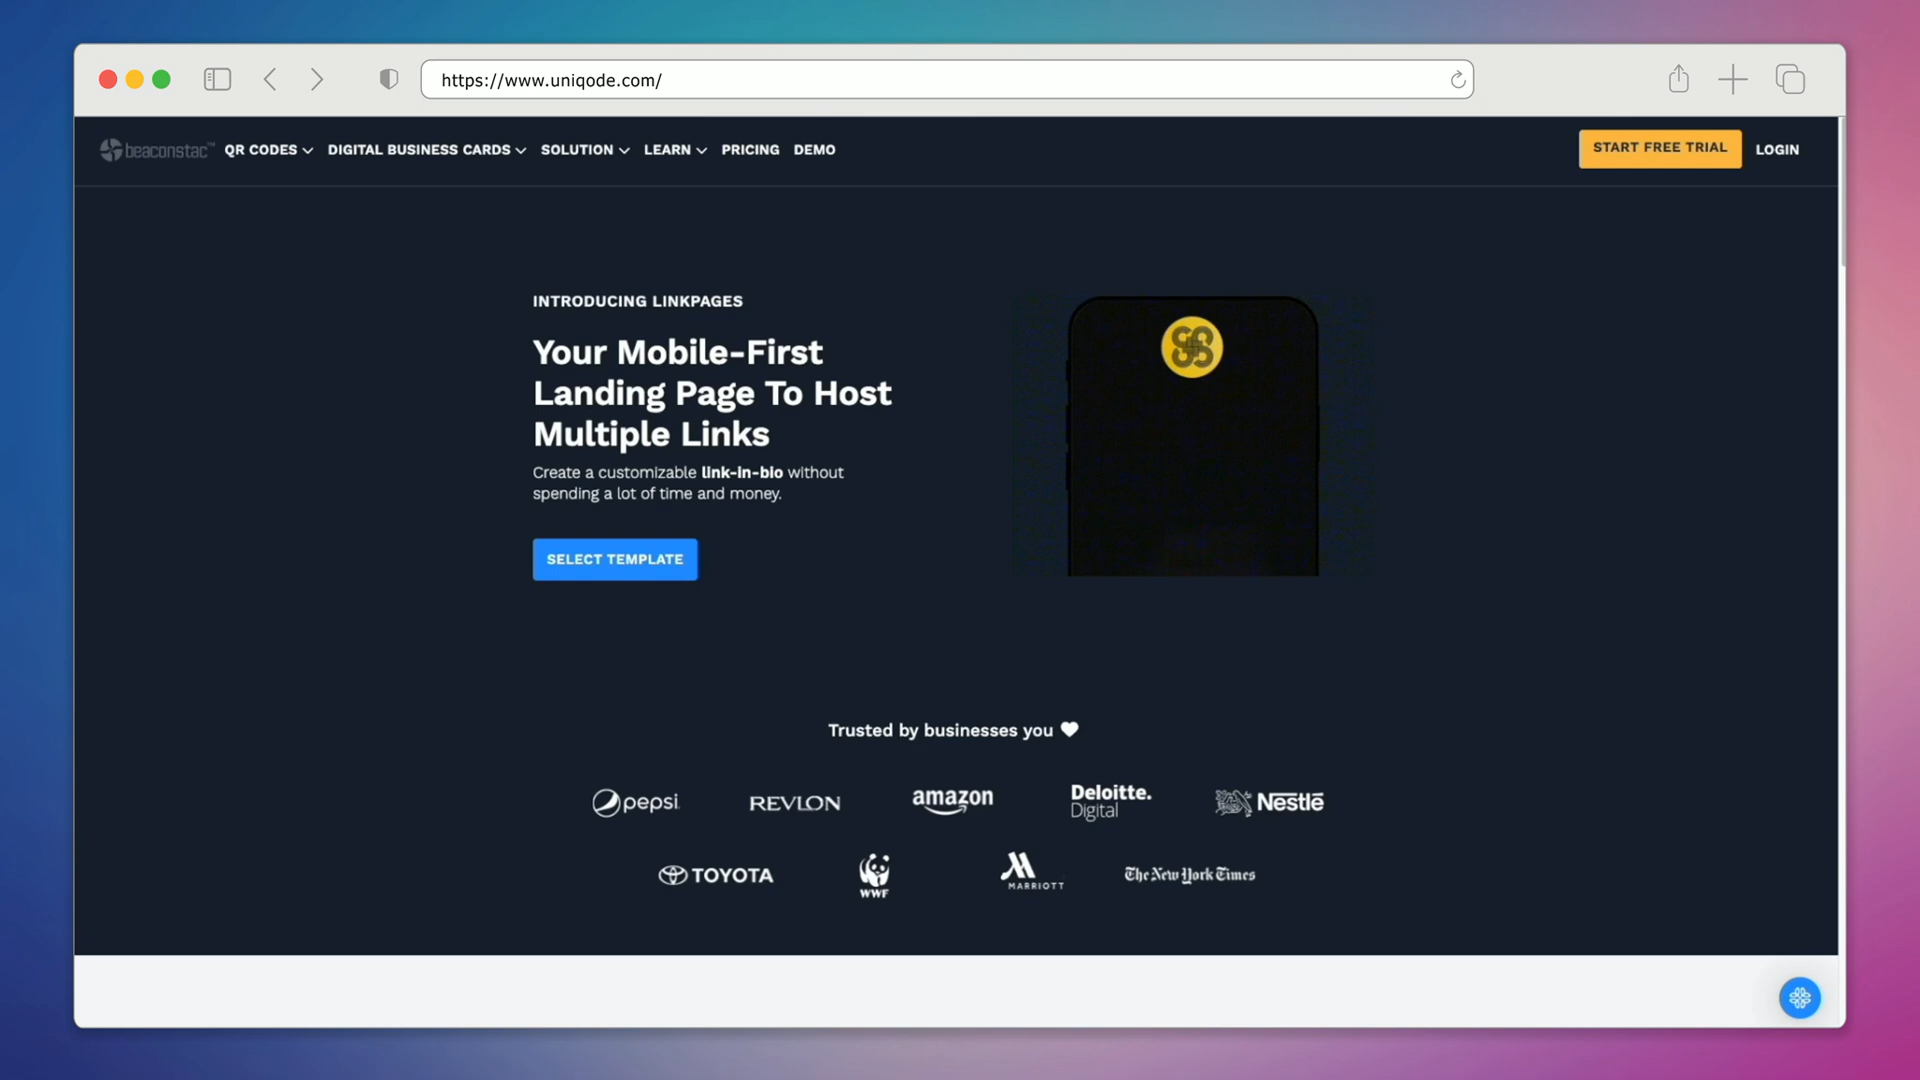 https://www.uniqode.com/
beaconstac™ QR CODES DIGITAL BUSINESS CARDS SOLUTION LEARN PRICING DEMO START FREE TRIAL LOGIN
INTRODUCING LINKPAGES
Your Mobile-First
Landing Page To Host
Multiple Links
Create a customizable link-in-bio without
spending a lot of time and money.
SELECT TEMPLATE
Trusted by businesses you
pepsi REVLON amazon Deloitte. Digital Nestlé
TOYOTA WWF MARRIOTT The New York Times